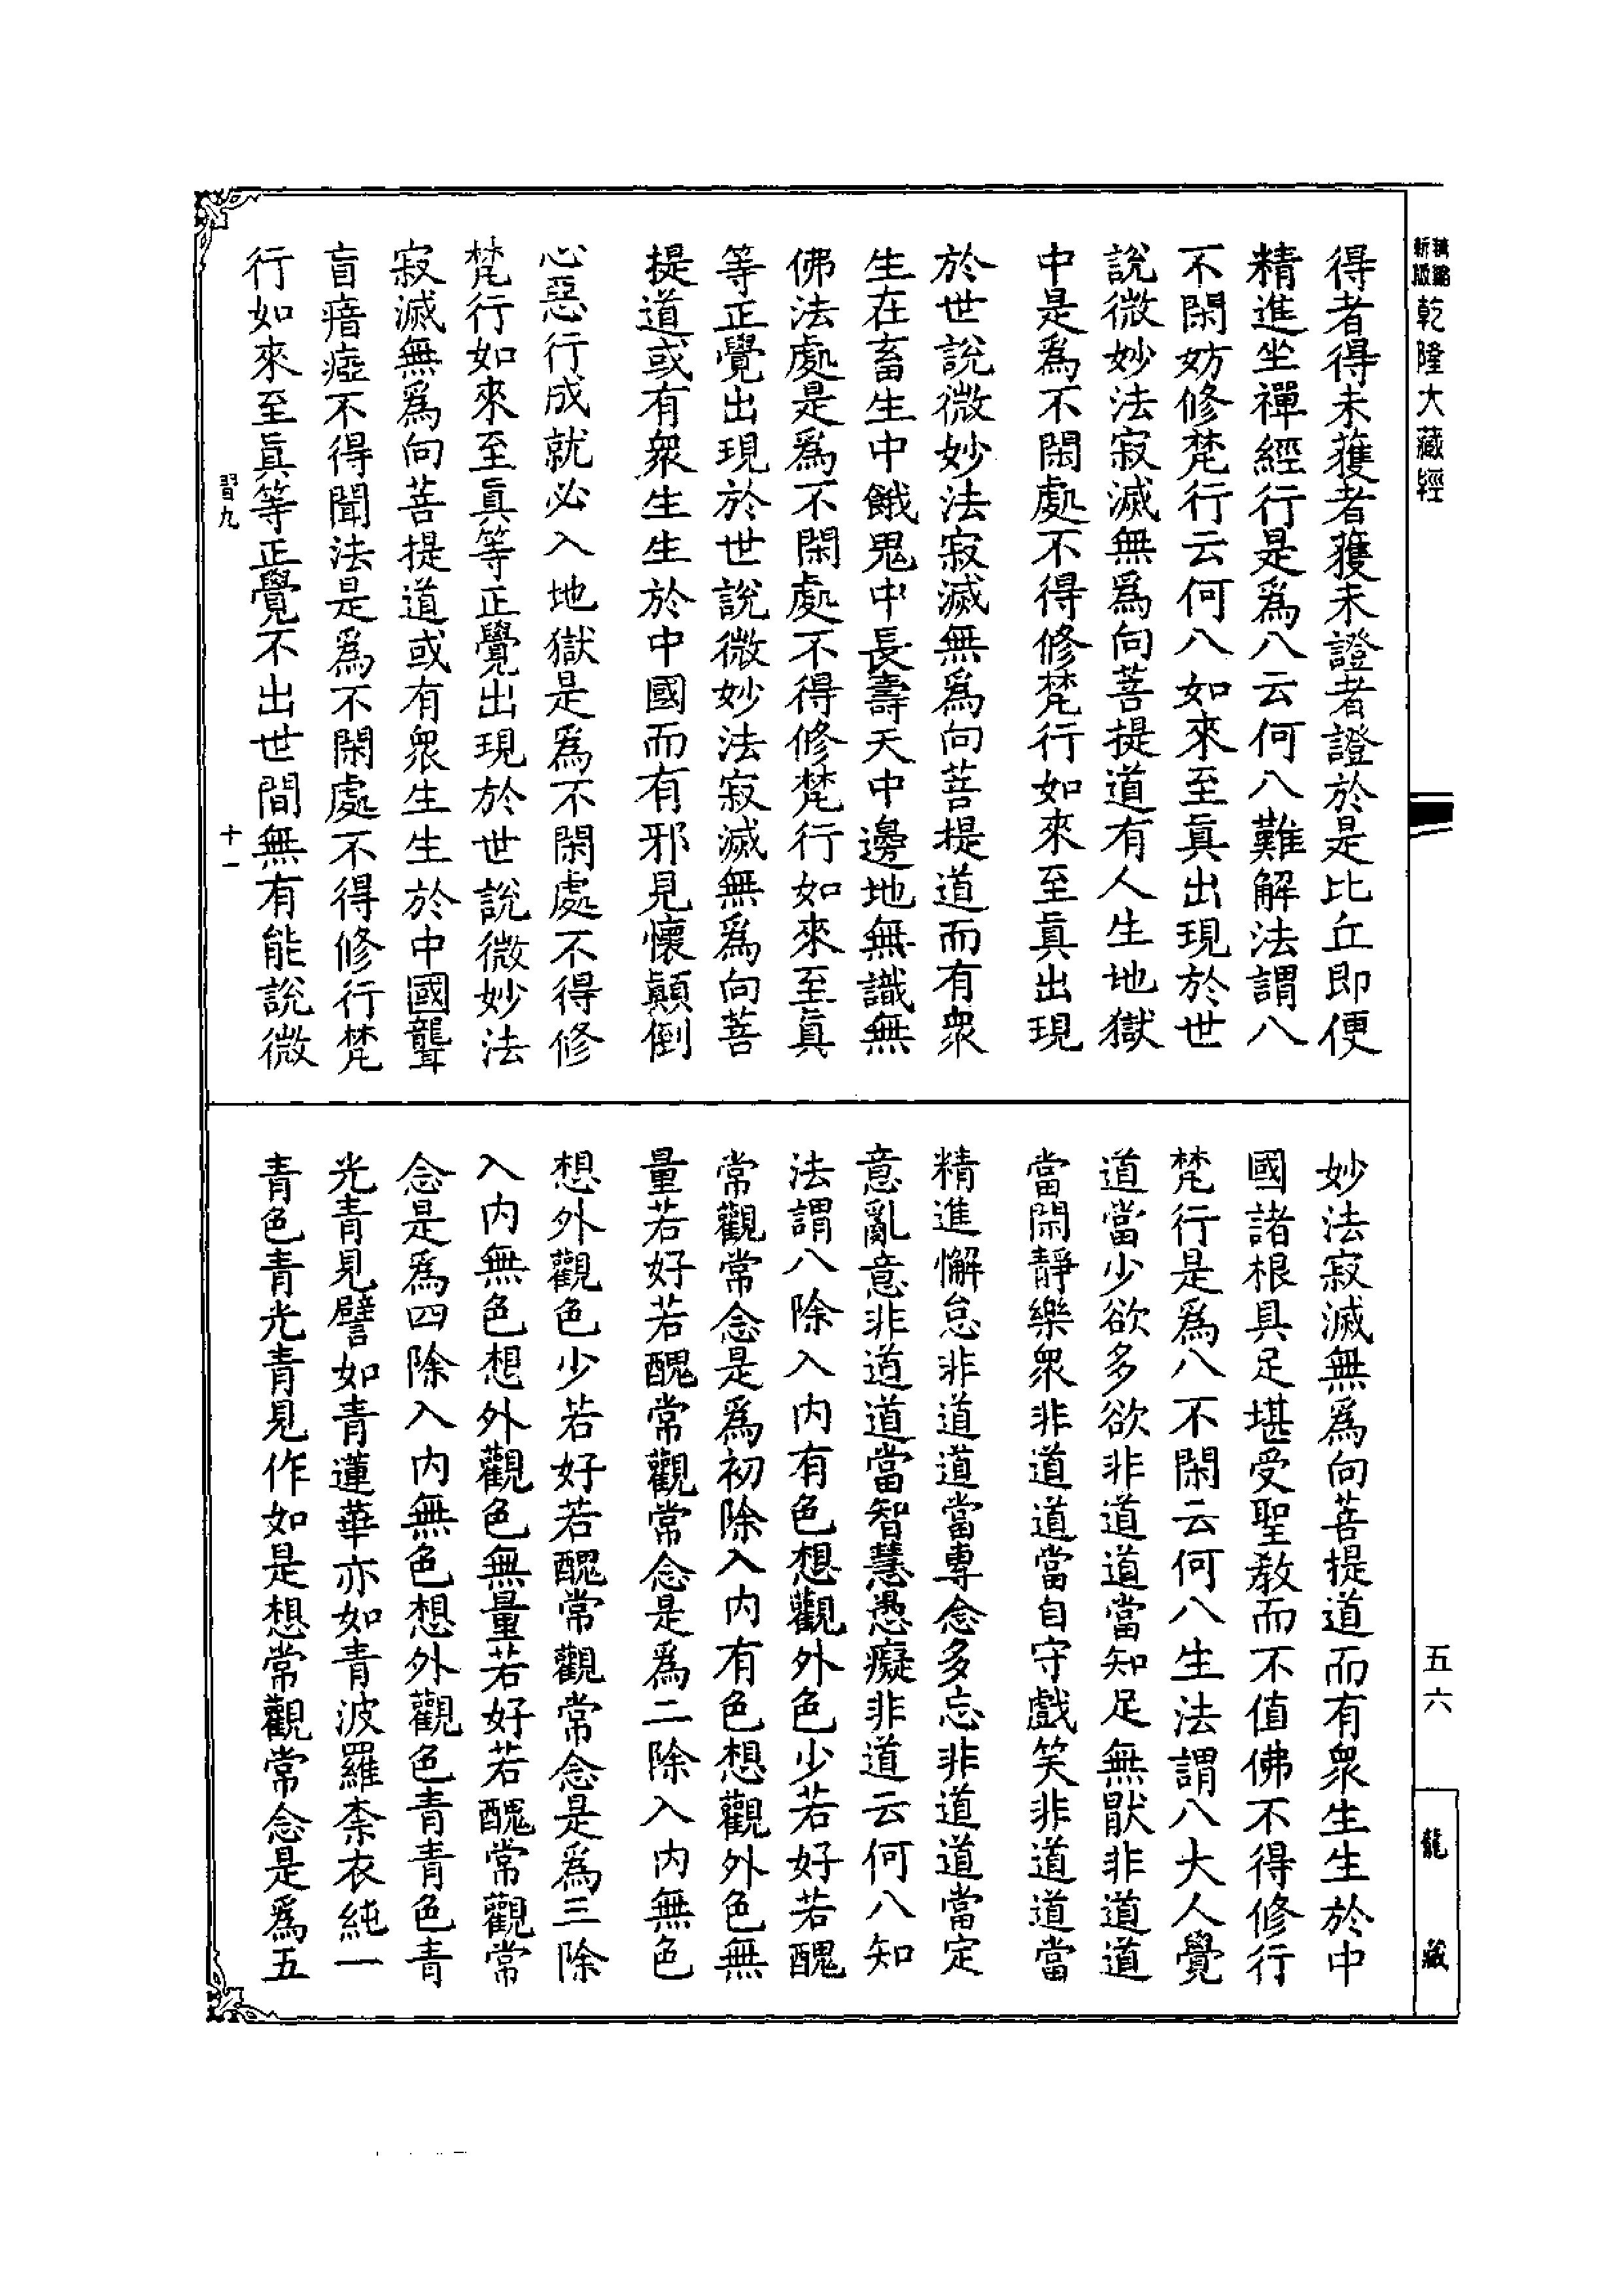 精縮
新版
乾隆大藏經
得者得未獲者獲未證者證於是比丘即便
精進坐禪經行是爲八云何八難解法謂八
不閑妨修梵行云何八如來至眞出現於世
說微妙法寂滅無爲向菩提道有人生地獄
中是爲不閑處不得修梵行如來至眞出現
於世說微妙法寂滅無爲向菩提道而有衆
生在畜生中餓鬼中長壽天中邊地無識無
佛法處是爲不閑處不得修梵行如來至眞
等正覺出現於世說微妙法寂滅無爲向菩
提道或有衆生生於中國而有邪見懷顚倒
心惡行成就必入地獄是爲不閑處不得修
梵行如來至眞等正覺出現於世說微妙法
寂滅無爲向菩提道或有衆生生於中國聾
盲瘖瘂不得聞法是爲不閑處不得修行梵
行如來至眞等正覺不出世間無有能說微
習九
十一
妙法寂滅無爲向菩提道而有衆生生於中
國諸根具足堪受聖教而不值佛不得修行
梵行是爲八不閑云何八生法謂八大人覺
道當少欲多欲非道道當知足無厭非道道
當閑靜樂衆非道道當自守戲笑非道道當
精進懈怠非道道當專念多忘非道道當定
意亂意非道道當智慧愚癡非道云何八知
法謂八除入內有色想觀外色少若好若醜
常觀常念是爲初除入內有色想觀外色無
量若好若醜常觀常念是爲二除入內無色
想外觀色少若好若醜常觀常念是爲三除
入內無色想外觀色無量若好若醜常觀常
念是爲四除入內無色想外觀色青青色青
光青見譬如青蓮華亦如青波羅柰衣純一
青色青光青見作如是想常觀常念是爲五
五六
龍藏